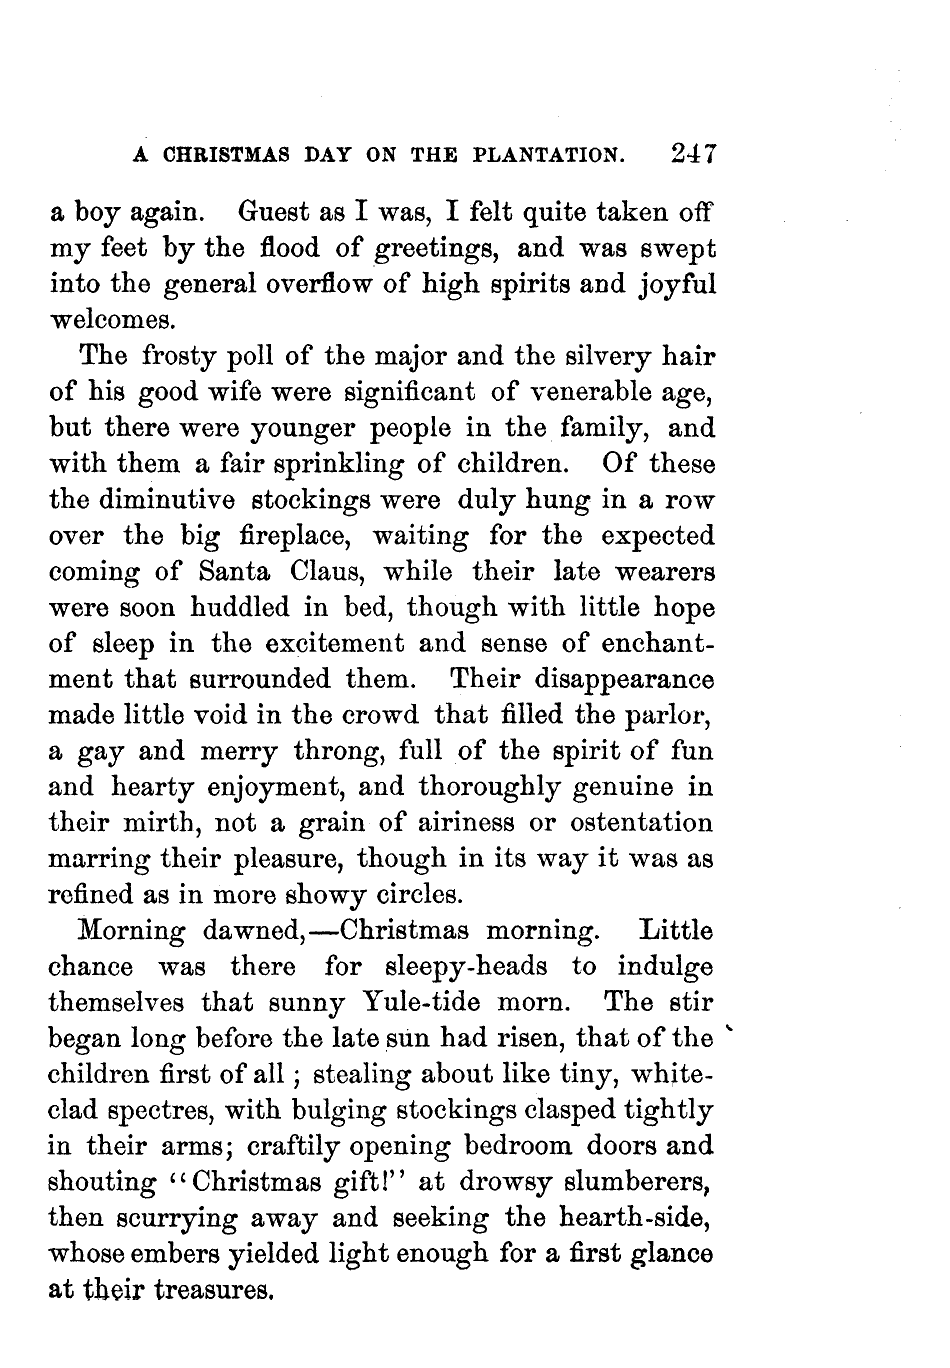 A CHRISTMAS DAY ON THE PLANTATION. 247
a boy again. Guest as I was, I felt quite taken off
my feet by the flood of greetings, and was swept
into the general overflow of high spirits and joyful
welcomes.
The frosty poll of the major and the silvery hair
of his good wife were significant of venerable age,
but there were younger people in the family, and
with them a fair sprinkling of children. Of these
the diminutive stockings were duly hung in a row
over the big fireplace, waiting for the expected
coming of Santa Claus, while their late wearers
were soon huddled in bed, though with little hope
of sleep in the excitement and sense of enchant-
ment that surrounded them. Their disappearance
made little void in the crowd that filled the parlor,
a gay and merry throng, full of the spirit of fun
and hearty enjoyment, and thoroughly genuine in
their mirth, not a grain of airiness or ostentation
marring their pleasure, though in its way it was as
refined as in more showy circles.
Morning dawned,—Christmas morning. Little
chance was there for sleepy-heads to indulge
themselves that sunny Yule-tide morn. The stir
began long before the late sun had risen, that of the
children first of all ; stealing about like tiny, white-
clad spectres, with bulging stockings clasped tightly
in their arms; craftily opening bedroom doors and
shouting "Christmas gift!" at drowsy slumberers,
then scurrying away and seeking the hearth-side,
whose embers yielded light enough for a first glance
at their treasures.